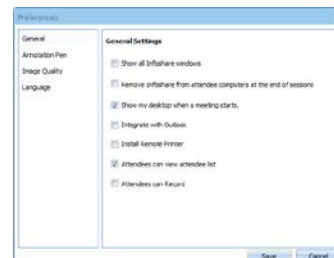 Preferences
General
Annotation Pen
Image Quality
Language
General Settings
Show all Infoshare windows
Remove Infoshare from attendee computers at the end of sessions
Show my desktop when a meeting starts.
Integrate with Outlook
Install Remote Printer
Attendees can view attendee list
Attendees can Record
Save
Cancel